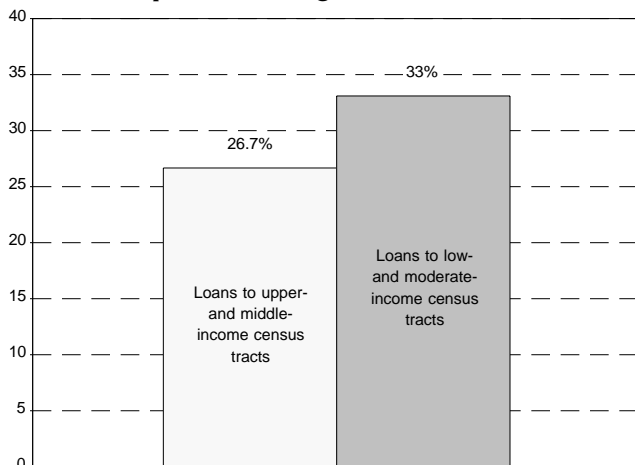 40
35
30
25
20
15
10
5
0
26.7%
33%
Loans to upper-
and middle-
income census
tracts
Loans to low-
and moderate-
income census
tracts